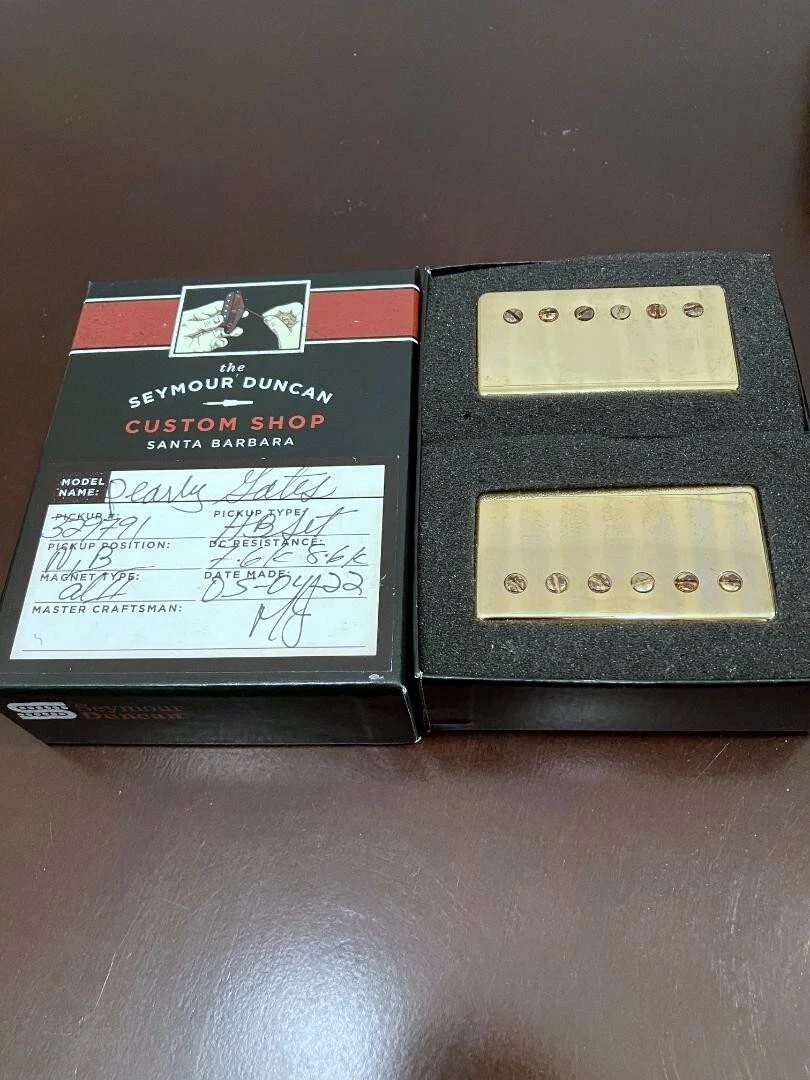 the
SEYMOUR DUNCAN
CUSTOM SHOP
SANTA BARBARA
MODEL NAME: Pearly Gates
PICKUP #: 329791 PICKUP TYPE: HB Set
PICKUP POSITION: N, B DC RESISTANCE: 7.6k 8.6k
MAGNET TYPE: DATE MADE: 05-04-22
MASTER CRAFTSMAN: MJ
Seymour
Duncan